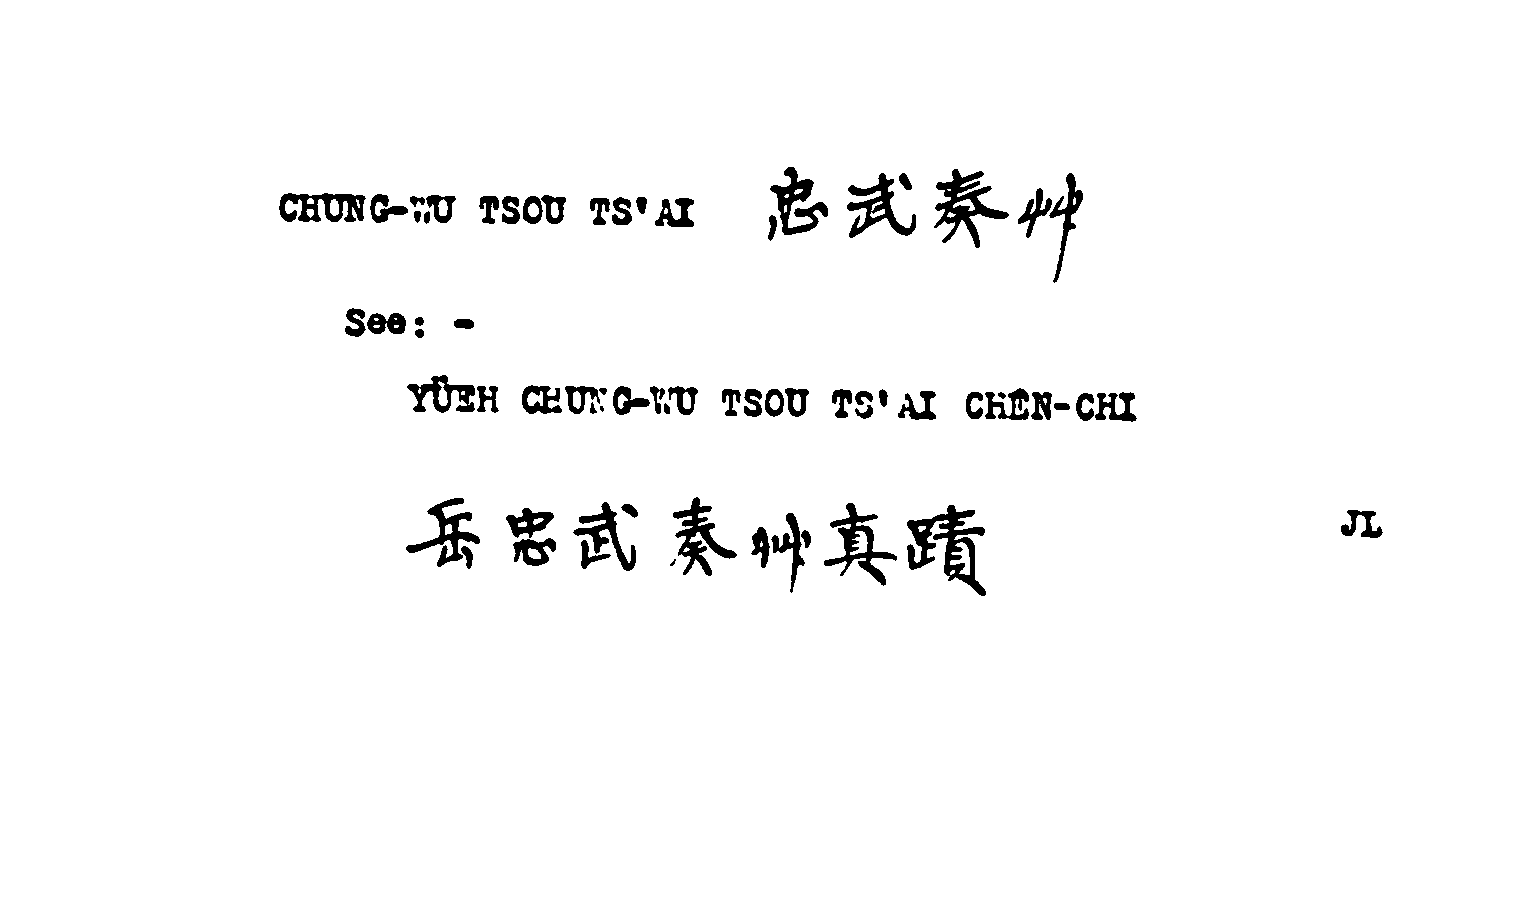 CHUNG-WU TSOU TS'AI 忠武奏艸
See: -
YÜEH CHUNG-WU TSOU TS'AI CHÊN-CHI
岳忠武奏艸真蹟
JL